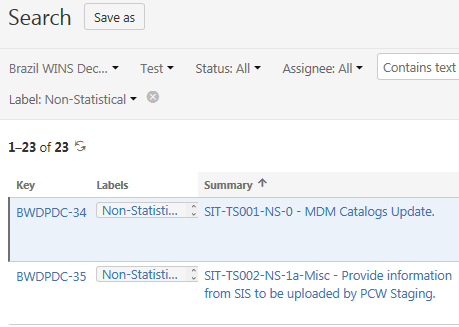 Search Save as
Brazil WINS Dec... Test Status: All Assignee: All Contains text
Label: Non-Statistical
1–23 of 23
Key Labels Summary
BWDPDC-34 Non-Statisti... SIT-TS001-NS-0 - MDM Catalogs Update.
BWDPDC-35 Non-Statisti... SIT-TS002-NS-1a-Misc - Provide information
from SIS to be uploaded by PCW Staging.